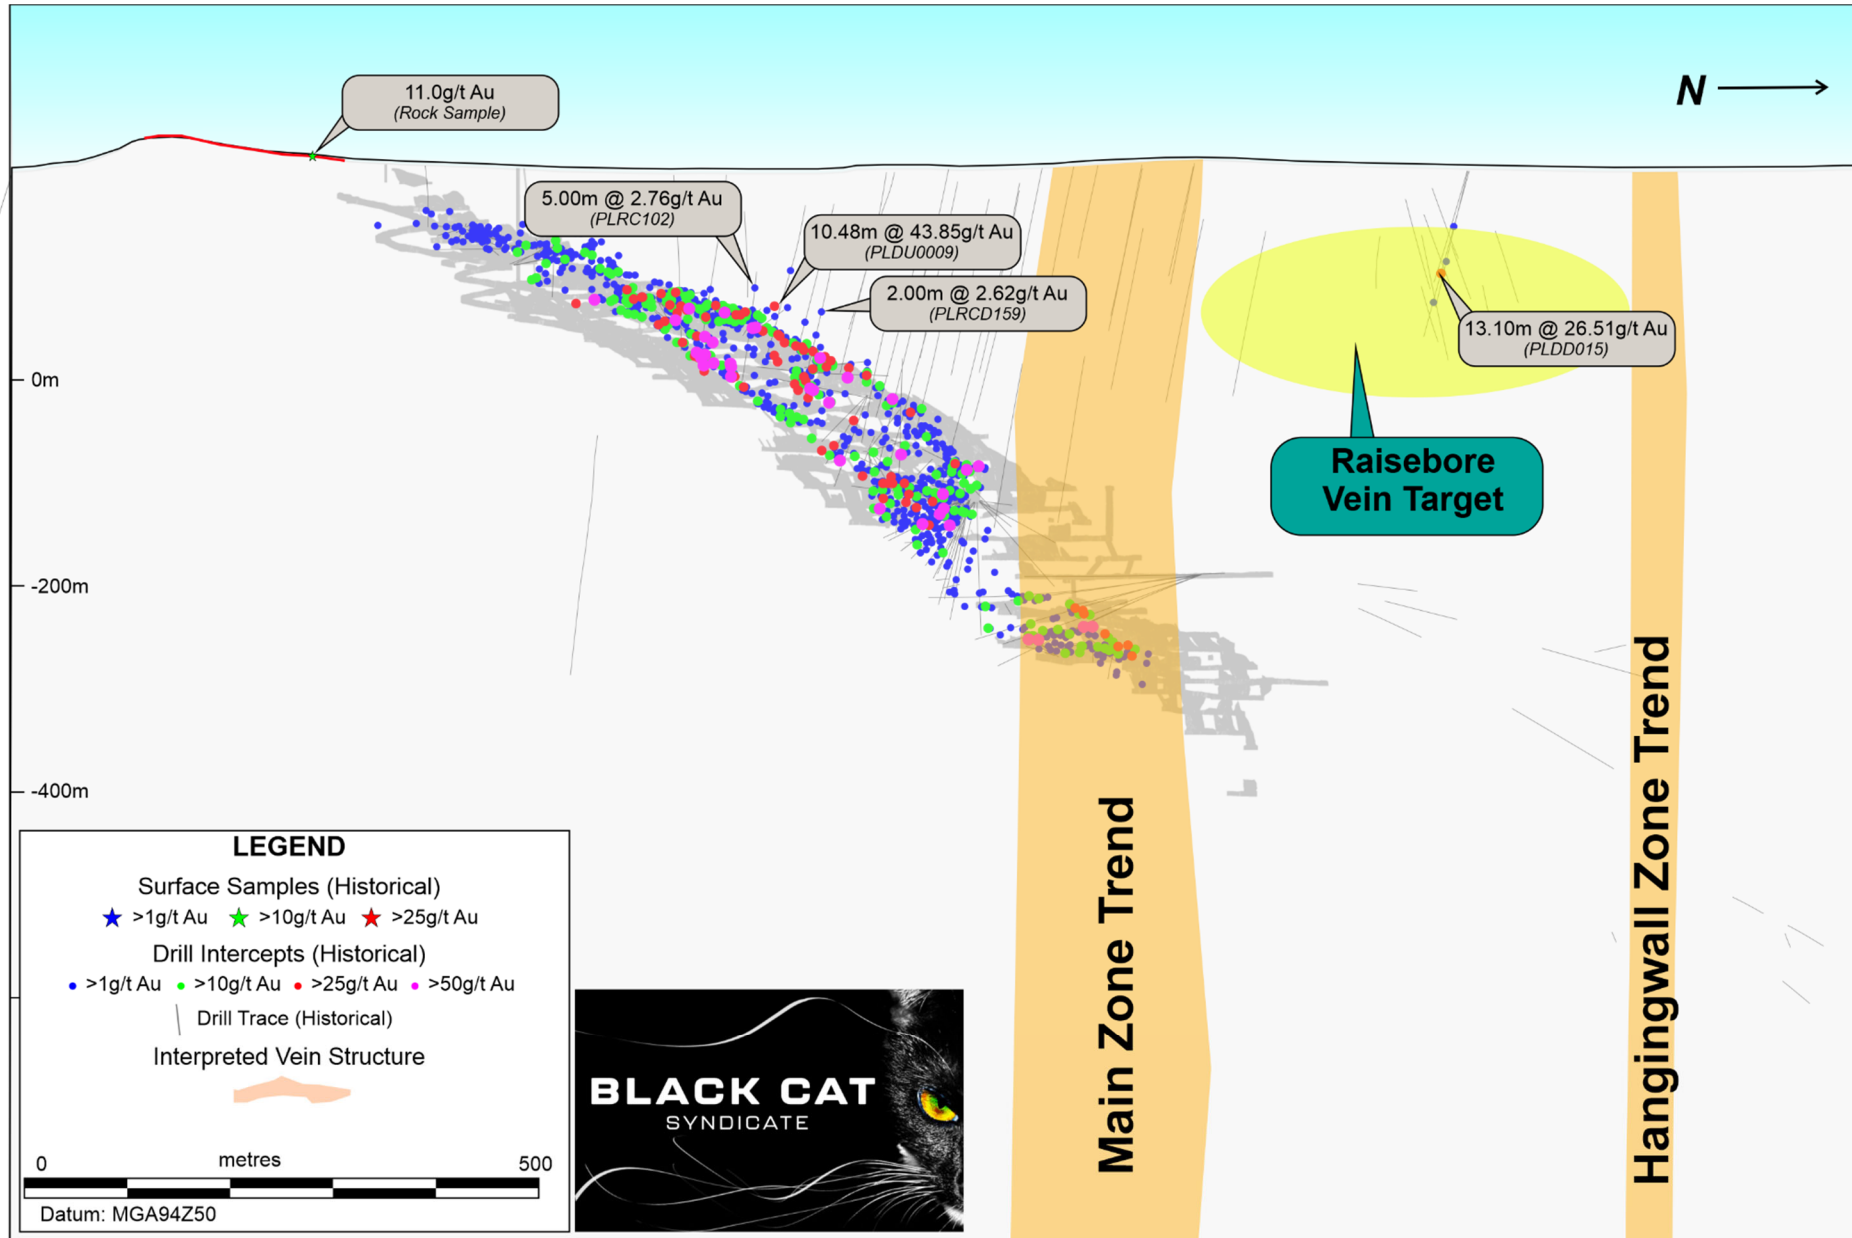 N
11.0g/t Au
(Rock Sample)
5.00m @ 2.76g/t Au
(PLRC102)
10.48m @ 43.85g/t Au
(PLDU0009)
2.00m @ 2.62g/t Au
(PLRCD159)
13.10m @ 26.51g/t Au
(PLDD015)
0m
Raisebore
Vein Target
-200m
-400m
Main Zone Trend
Hangingwall Zone Trend
LEGEND
Surface Samples (Historical)
>1g/t Au >10g/t Au >25g/t Au
Drill Intercepts (Historical)
>1g/t Au >10g/t Au >25g/t Au >50g/t Au
Drill Trace (Historical)
Interpreted Vein Structure
0 metres 500
Datum: MGA94Z50
BLACK CAT
SYNDICATE